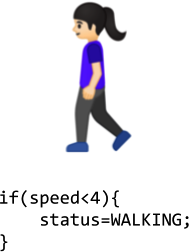 if(speed<4){
    status=WALKING;
}